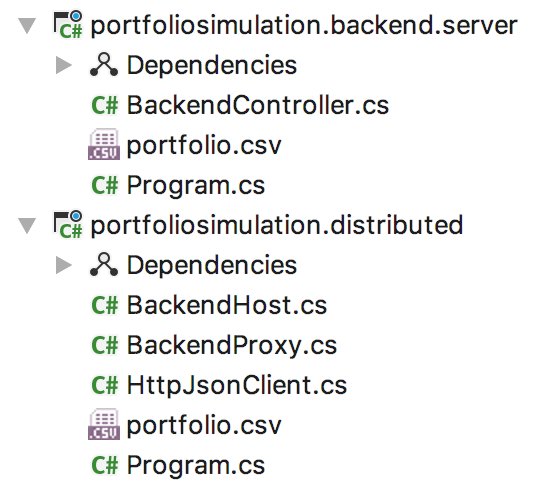 C# portfoliosimulation.backend.server
Dependencies
C# BackendController.cs
.CSV portfolio.csv
C# Program.cs
C# portfoliosimulation.distributed
Dependencies
C# BackendHost.cs
C# BackendProxy.cs
C# HttpJsonClient.cs
.CSV portfolio.csv
C# Program.cs